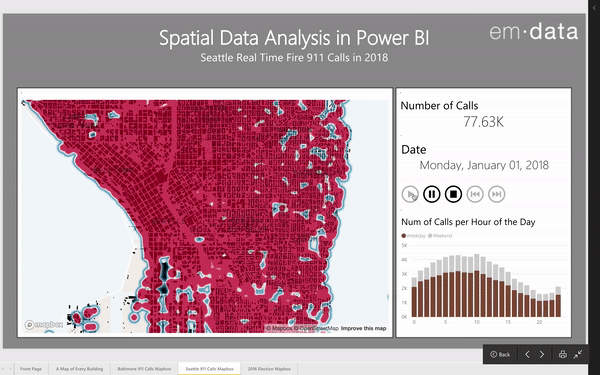 em·data
Spatial Data Analysis in Power BI
Seattle Real Time Fire 911 Calls in 2018
Number of Calls
77.63K
Date
Monday, January 01, 2018
Num of Calls per Hour of the Day
Weekday Weekend
5K
4K
3K
2K
1K
0K
0 5 10 15 20
mapbox
© Mapbox © OpenStreetMap Improve this map
Back
Front Page A Map of Every Building Baltimore 911 Calls Mapbox Seattle 911 Calls Mapbox 2016 Election Mapbox